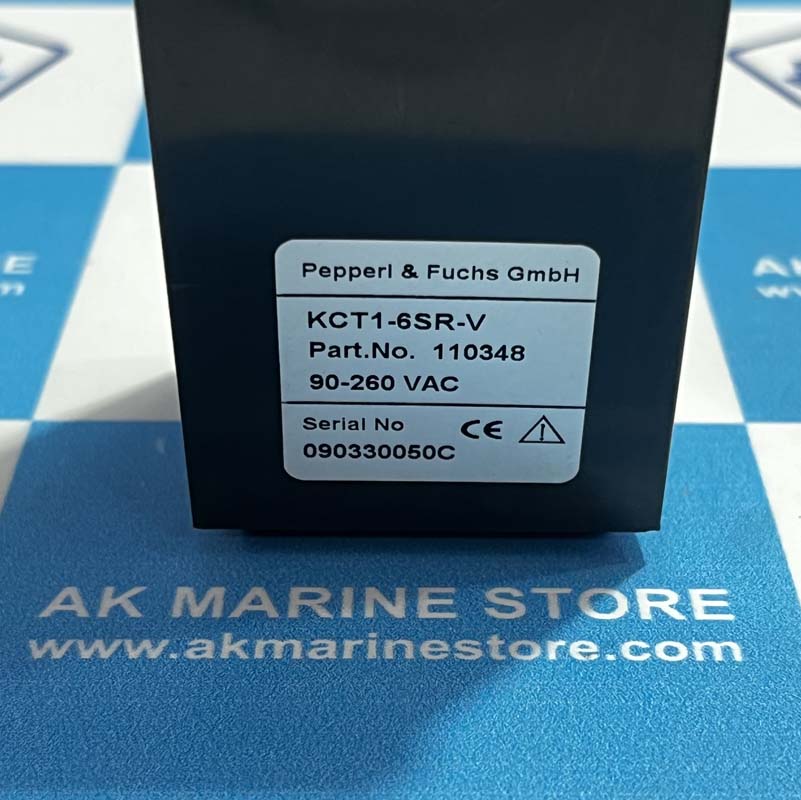 Pepperl & Fuchs GmbH
KCT1-6SR-V
Part.No. 110348
90-260 VAC
Serial No CE
090330050C
AK MARINE STORE
www.akmarinestore.com